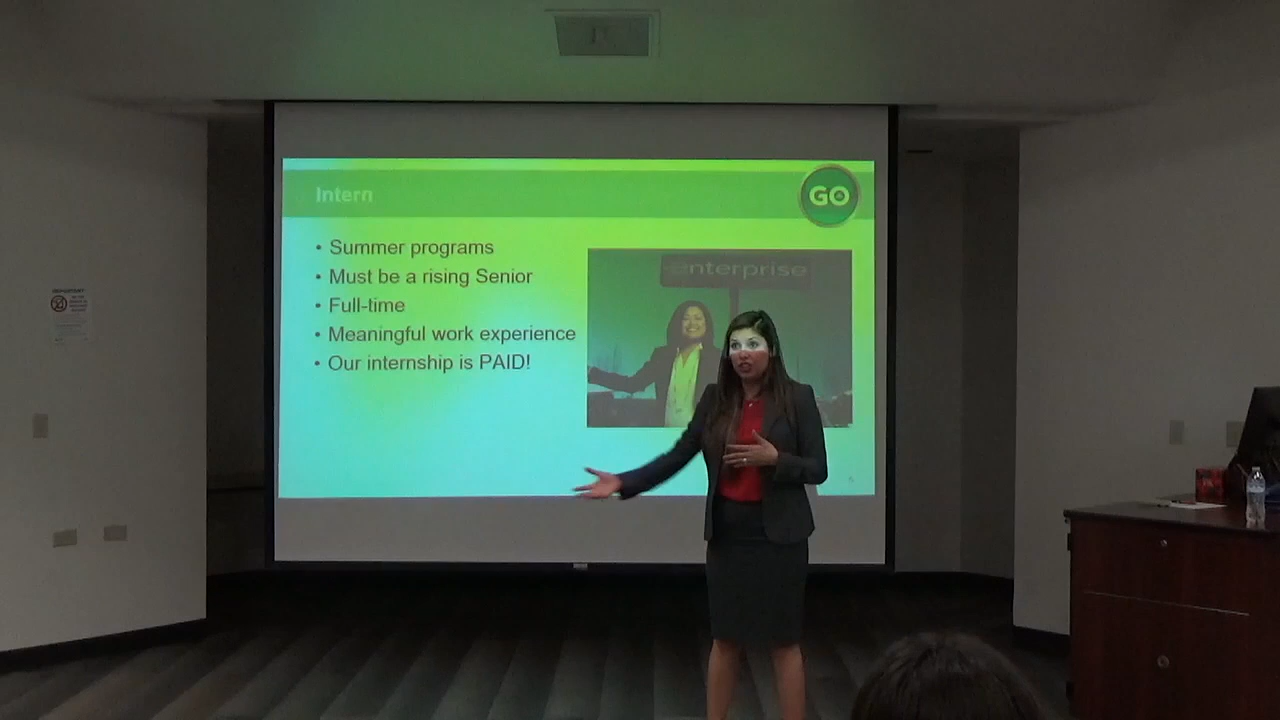 Intern
GO
• Summer programs
• Must be a rising Senior
• Full-time
• Meaningful work experience
• Our internship is PAID!
enterprise